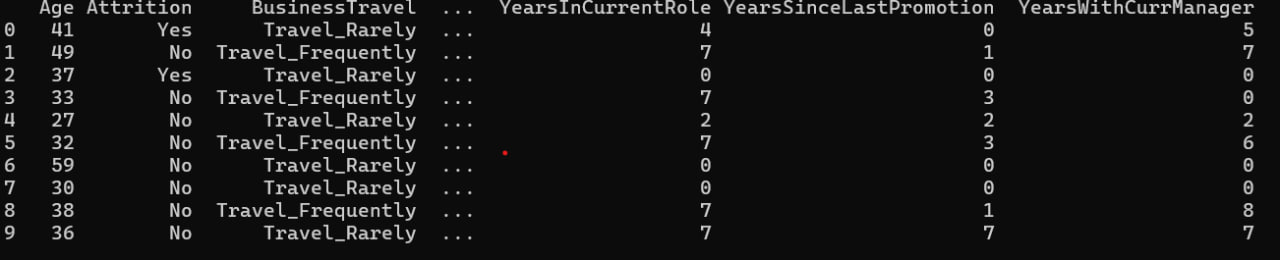 Age Attrition BusinessTravel ... YearsInCurrentRole YearsSinceLastPromotion YearsWithCurrManager
0 41 Yes Travel_Rarely ... 4 0 5
1 49 No Travel_Frequently ... 7 1 7
2 37 Yes Travel_Rarely ... 0 0 0
3 33 No Travel_Frequently ... 7 3 0
4 27 No Travel_Rarely ... 2 2 2
5 32 No Travel_Frequently ... 7 3 6
6 59 No Travel_Rarely ... 0 0 0
7 30 No Travel_Rarely ... 0 0 0
8 38 No Travel_Frequently ... 7 1 8
9 36 No Travel_Rarely ... 7 7 7